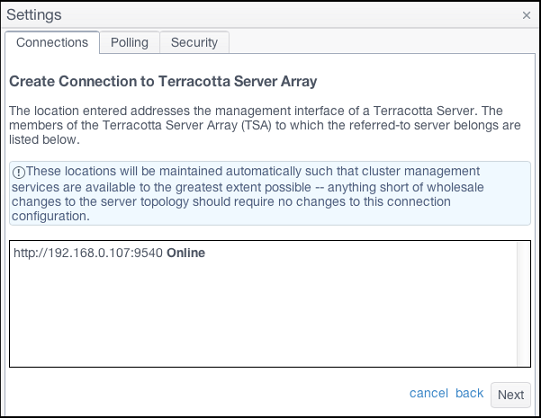 Settings ×
Connections Polling Security
Create Connection to Terracotta Server Array
The location entered addresses the management interface of a Terracotta Server. The
members of the Terracotta Server Array (TSA) to which the referred-to server belongs are
listed below.
These locations will be maintained automatically such that cluster management
services are available to the greatest extent possible -- anything short of wholesale
changes to the server topology should require no changes to this connection
configuration.
http://192.168.0.107:9540 Online
cancel back Next